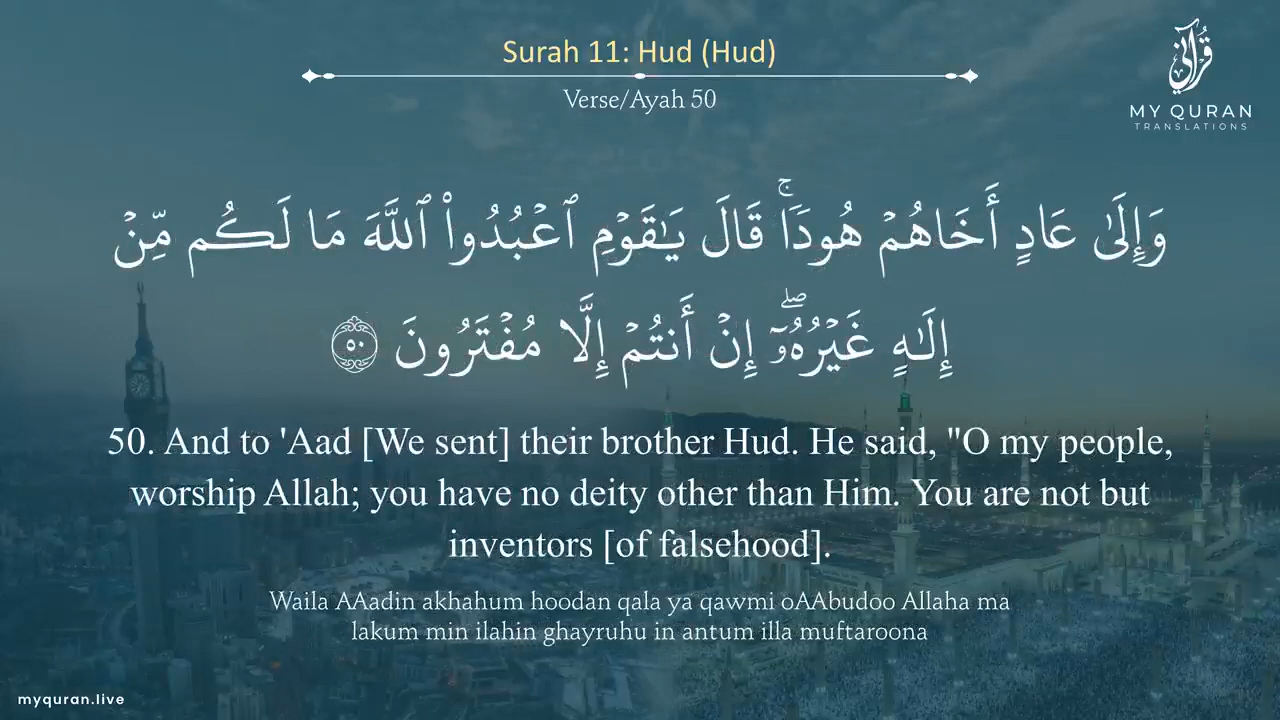 Surah 11: Hud (Hud)
Verse/Ayah 50
قرآني
MY QURAN
TRANSLATIONS
وَإِلَىٰ عَادٍ أَخَاهُمْ هُودًۭا ۚ قَالَ يَـٰقَوْمِ ٱعْبُدُوا۟ ٱللَّهَ مَا لَكُم مِّنْ
إِلَـٰهٍ غَيْرُهُۥٓ ۖ إِنْ أَنتُمْ إِلَّا مُفْتَرُونَ ٥٠
50. And to 'Aad [We sent] their brother Hud. He said, "O my people,
worship Allah; you have no deity other than Him. You are not but
inventors [of falsehood].
Waila AAadin akhahum hoodan qala ya qawmi oAAbudoo Allaha ma
lakum min ilahin ghayruhu in antum illa muftaroona
myquran.live